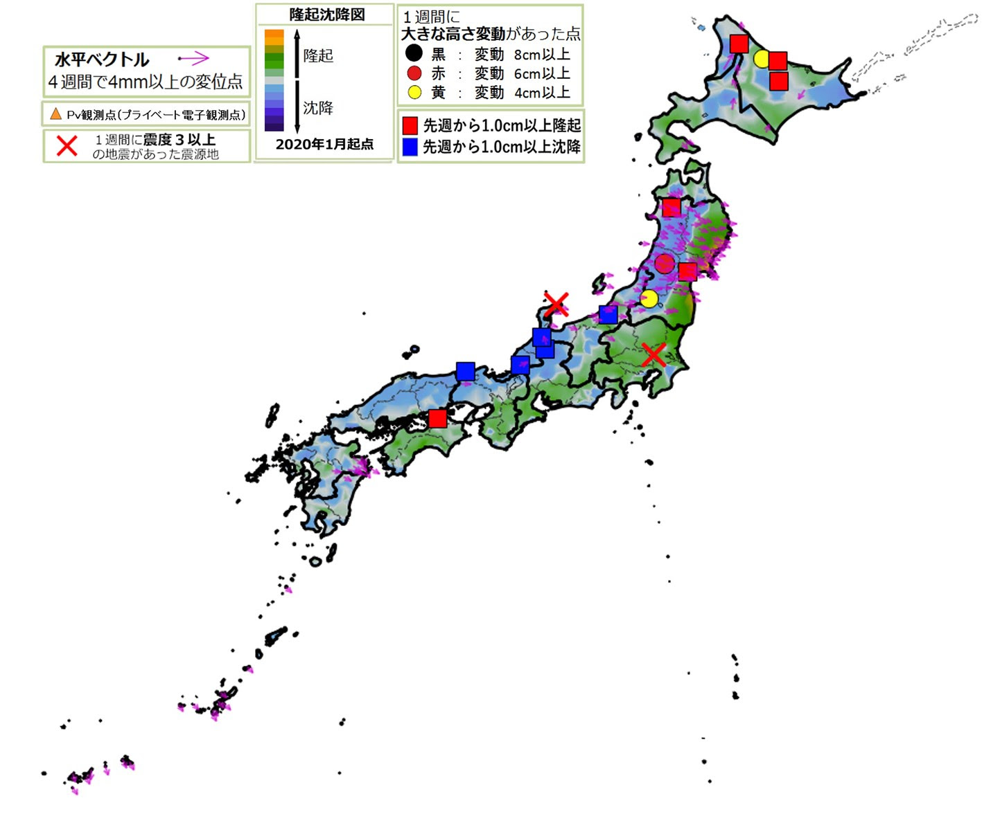 水平ベクトル
４週間で4mm以上の変位点
Pv観測点(プライベート電子観測点)
１週間に震度３以上
の地震があった震源地
隆起沈降図
隆起
沈降
2020年1月起点
１週間に
大きな高さ変動があった点
黒 ： 変動 8cm以上
赤 ： 変動 6cm以上
黄 ： 変動 4cm以上
先週から1.0cm以上隆起
先週から1.0cm以上沈降